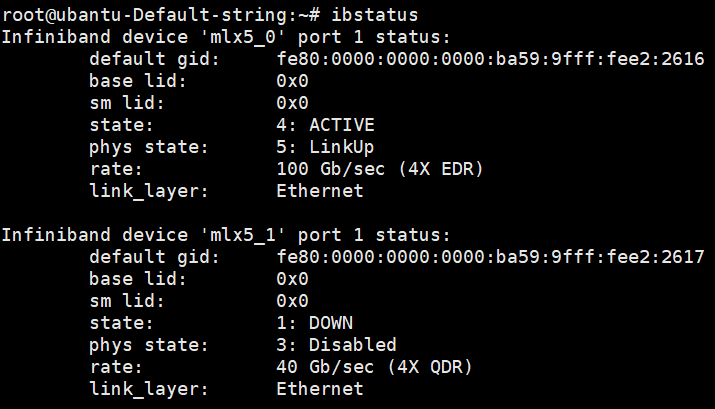 root@ubantu-Default-string:~# ibstatus
Infiniband device 'mlx5_0' port 1 status:
default gid: fe80:0000:0000:0000:ba59:9fff:fee2:2616
base lid: 0x0
sm lid: 0x0
state: 4: ACTIVE
phys state: 5: LinkUp
rate: 100 Gb/sec (4X EDR)
link_layer: Ethernet
Infiniband device 'mlx5_1' port 1 status:
default gid: fe80:0000:0000:0000:ba59:9fff:fee2:2617
base lid: 0x0
sm lid: 0x0
state: 1: DOWN
phys state: 3: Disabled
rate: 40 Gb/sec (4X QDR)
link_layer: Ethernet